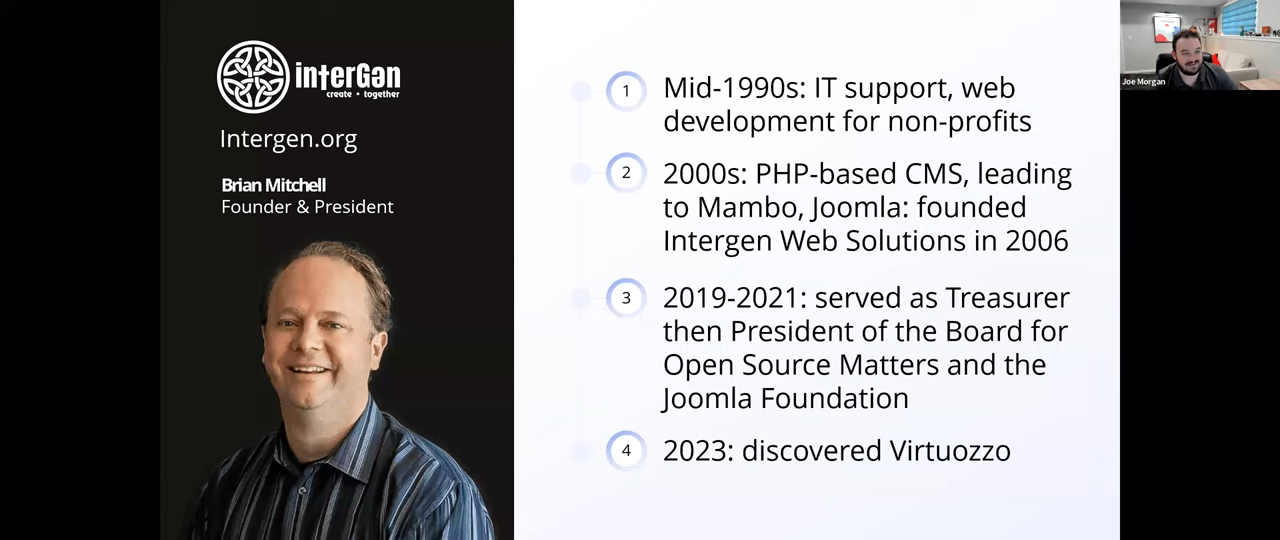 interGen
create • together
Intergen.org
Brian Mitchell
Founder & President
1
Mid-1990s: IT support, web
development for non-profits
2
2000s: PHP-based CMS, leading
to Mambo, Joomla: founded
Intergen Web Solutions in 2006
3
2019-2021: served as Treasurer
then President of the Board for
Open Source Matters and the
Joomla Foundation
4
2023: discovered Virtuozzo
Joe Morgan